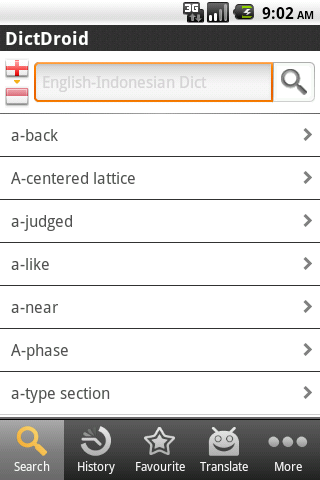 3G
9:02 AM
DictDroid
English-Indonesian Dict
a-back
A-centered lattice
a-judged
a-like
a-near
A-phase
a-type section
Search
History
Favourite
Translate
More